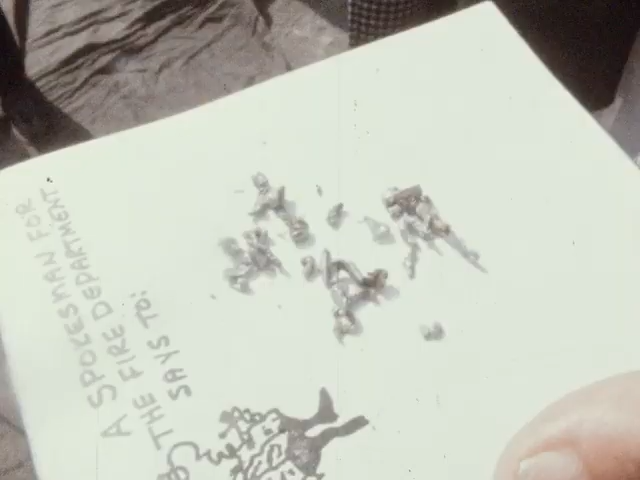 A SPOKESMAN FOR
THE FIRE DEPARTMENT
SAYS TO: